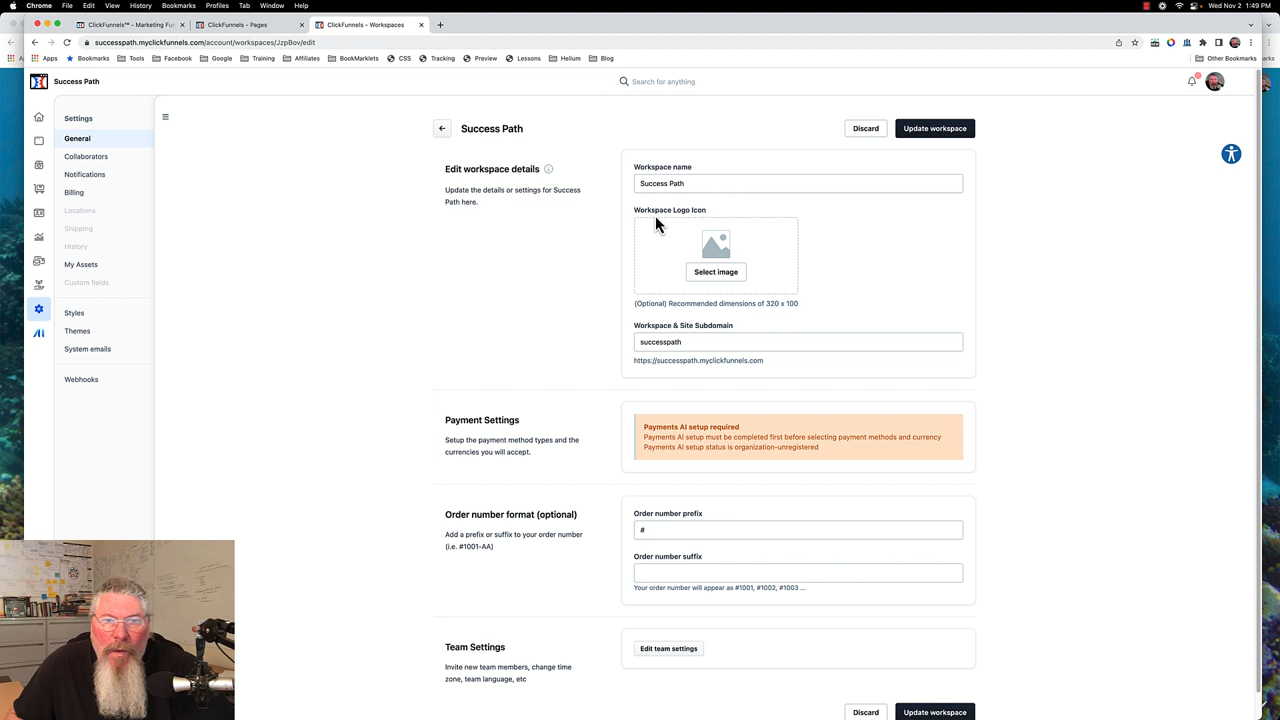 Chrome File Edit View History Bookmarks Profiles Tab Window Help
Wed Nov 2 1:49 PM
ClickFunnels™ - Marketing Fun
ClickFunnels - Pages
ClickFunnels - Workspaces
successpath.myclickfunnels.com/account/workspaces/JzpBov/edit
Apps Bookmarks Tools Facebook Google Training Affiliates BookMarklets CSS Tracking Preview Lessons Helium Blog Other Bookmarks
Success Path
Search for anything
Settings
General
Collaborators
Notifications
Billing
Locations
Shipping
History
My Assets
Custom fields
Styles
Themes
System emails
Webhooks
Success Path
Discard
Update workspace
Edit workspace details
Update the details or settings for Success
Path here.
Workspace name
Success Path
Workspace Logo Icon
Select image
(Optional) Recommended dimensions of 320 x 100
Workspace & Site Subdomain
successpath
https://successpath.myclickfunnels.com
Payment Settings
Setup the payment method types and the
currencies you will accept.
Payments AI setup required
Payments AI setup must be completed first before selecting payment methods and currency
Payments AI setup status is organization-unregistered
Order number format (optional)
Add a prefix or suffix to your order number
(i.e. #1001-AA)
Order number prefix
#
Order number suffix
Your order number will appear as #1001, #1002, #1003 ...
Team Settings
Invite new team members, change time
zone, team language, etc
Edit team settings
Discard
Update workspace